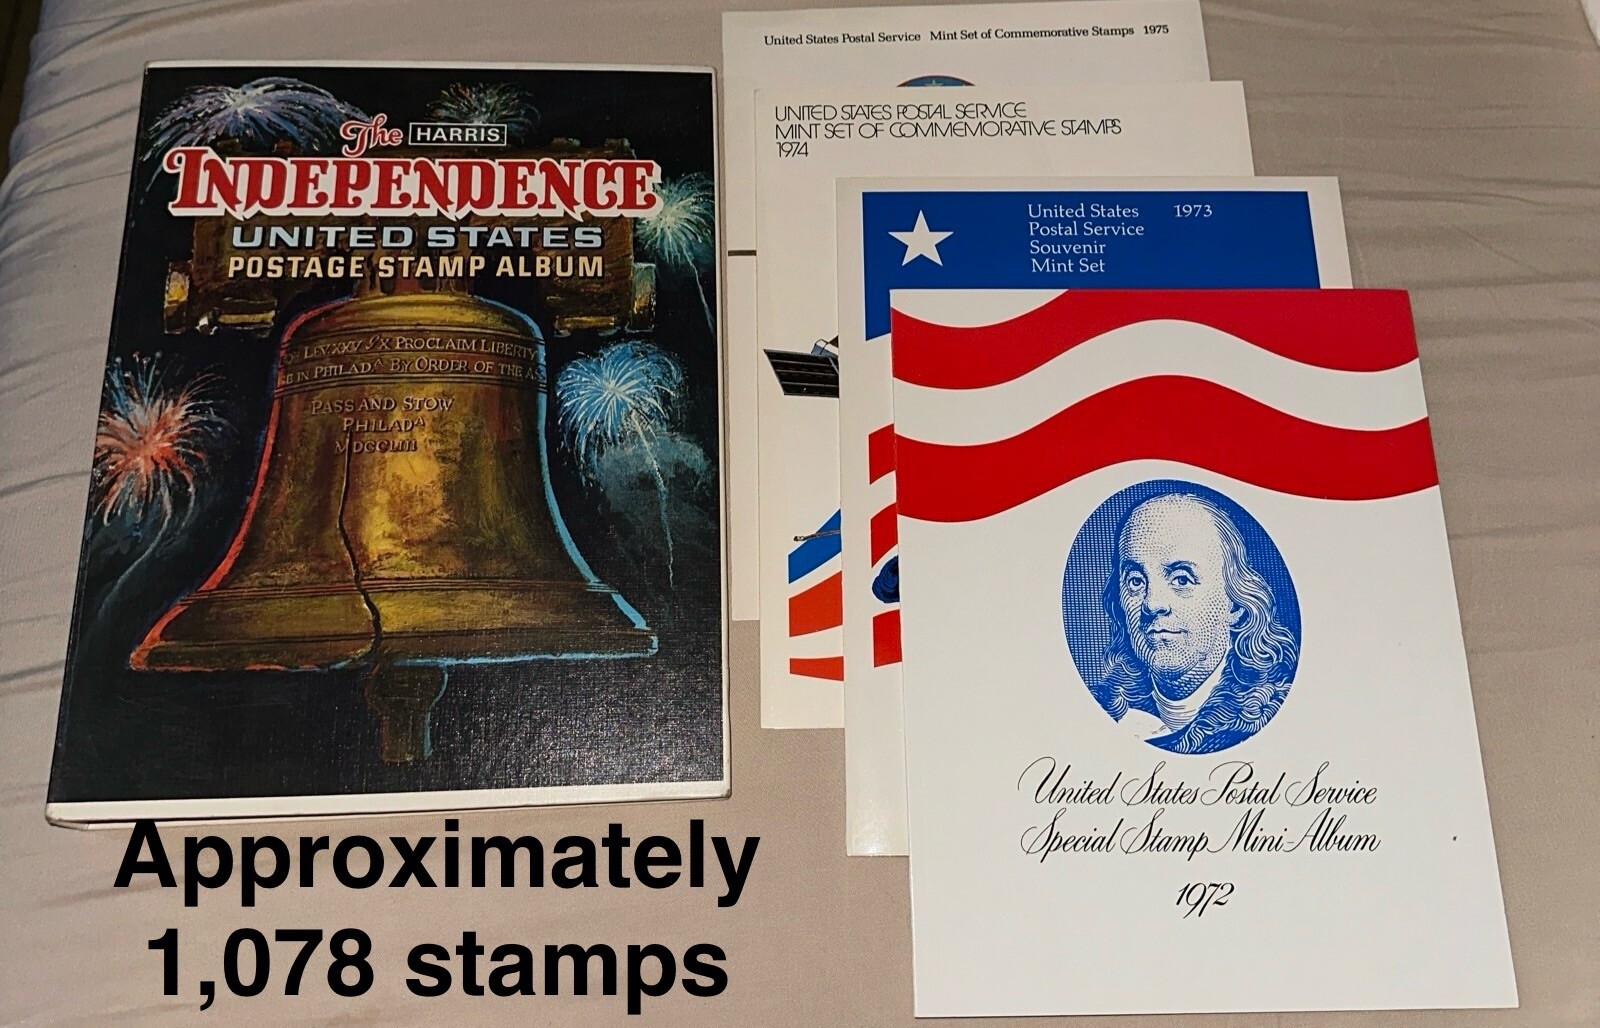 The HARRIS
INDEPENDENCE
UNITED STATES
POSTAGE STAMP ALBUM
LEV. XXV X PROCLAIM LIBERTY
IN PHILADA BY ORDER OF THE AS
PASS AND STOW
PHILADA
MDCCLIII
United States Postal Service Mint Set of Commemorative Stamps 1975
UNITED STATES POSTAL SERVICE
MINT SET OF COMMEMORATIVE STAMPS
1974
United States 1973
Postal Service
Souvenir
Mint Set
United States Postal Service
Special Stamp Mini-Album
1972
Approximately
1,078 stamps